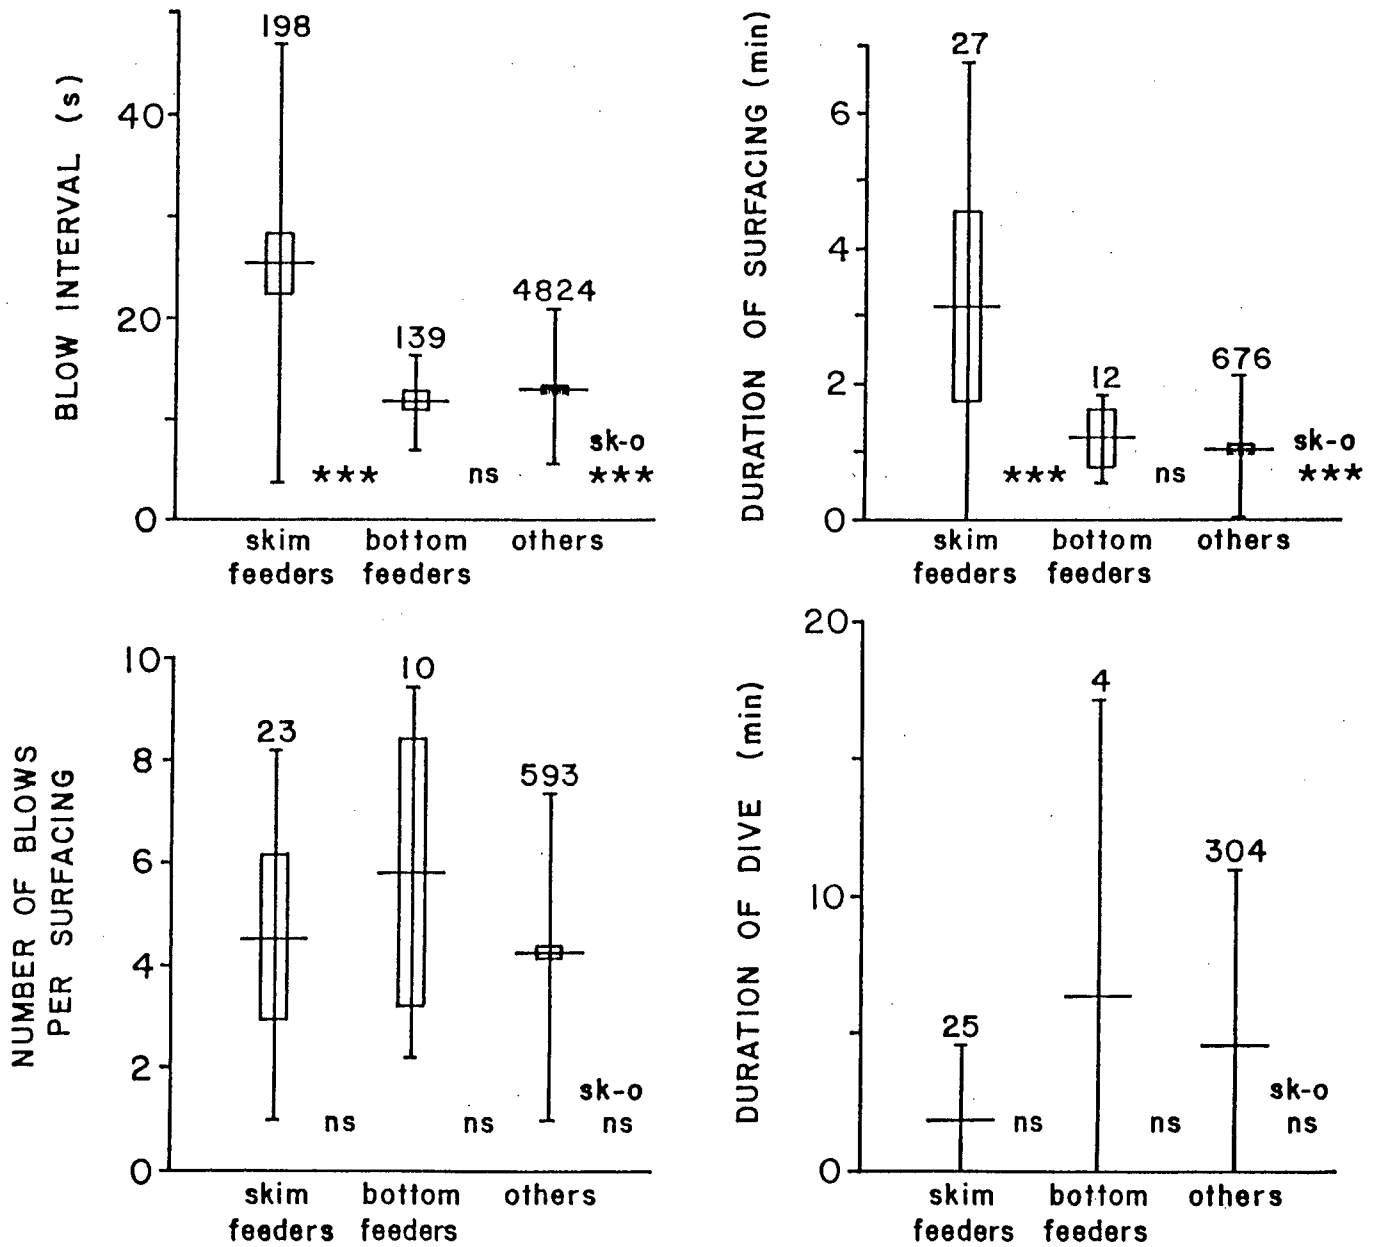 BLOW INTERVAL (s)
40
20
0
198
139
4824
***
ns
sk-o
***
skim feeders
bottom feeders
others
DURATION OF SURFACING (min)
6
4
2
0
27
12
676
***
ns
sk-o
***
skim feeders
bottom feeders
others
NUMBER OF BLOWS
PER SURFACING
10
8
6
4
2
0
23
10
593
ns
ns
sk-o
ns
skim feeders
bottom feeders
others
DURATION OF DIVE (min)
20
10
0
25
4
304
ns
ns
sk-o
ns
skim feeders
bottom feeders
others